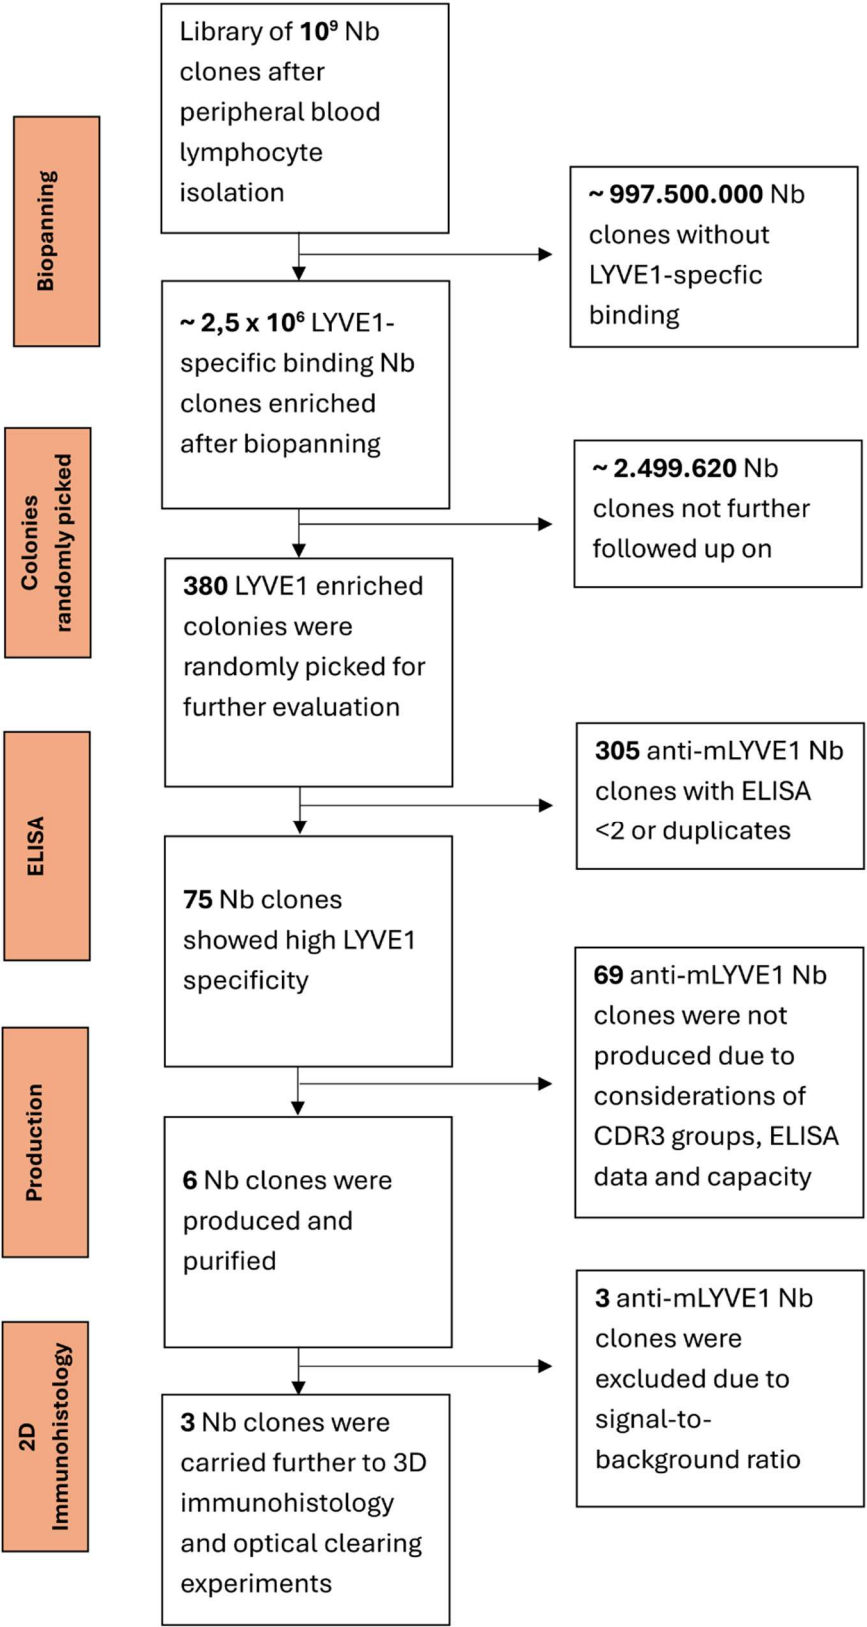 Library of 10⁹ Nb
clones after
peripheral blood
lymphocyte
isolation
Biopanning
~ 997.500.000 Nb
clones without
LYVE1-specfic
binding
~ 2,5 x 10⁶ LYVE1-
specific binding Nb
clones enriched
after biopanning
Colonies
randomly picked
~ 2.499.620 Nb
clones not further
followed up on
380 LYVE1 enriched
colonies were
randomly picked for
further evaluation
ELISA
305 anti-mLYVE1 Nb
clones with ELISA
<2 or duplicates
75 Nb clones
showed high LYVE1
specificity
Production
69 anti-mLYVE1 Nb
clones were not
produced due to
considerations of
CDR3 groups, ELISA
data and capacity
6 Nb clones were
produced and
purified
2D
Immunohistology
3 anti-mLYVE1 Nb
clones were
excluded due to
signal-to-
background ratio
3 Nb clones were
carried further to 3D
immunohistology
and optical clearing
experiments